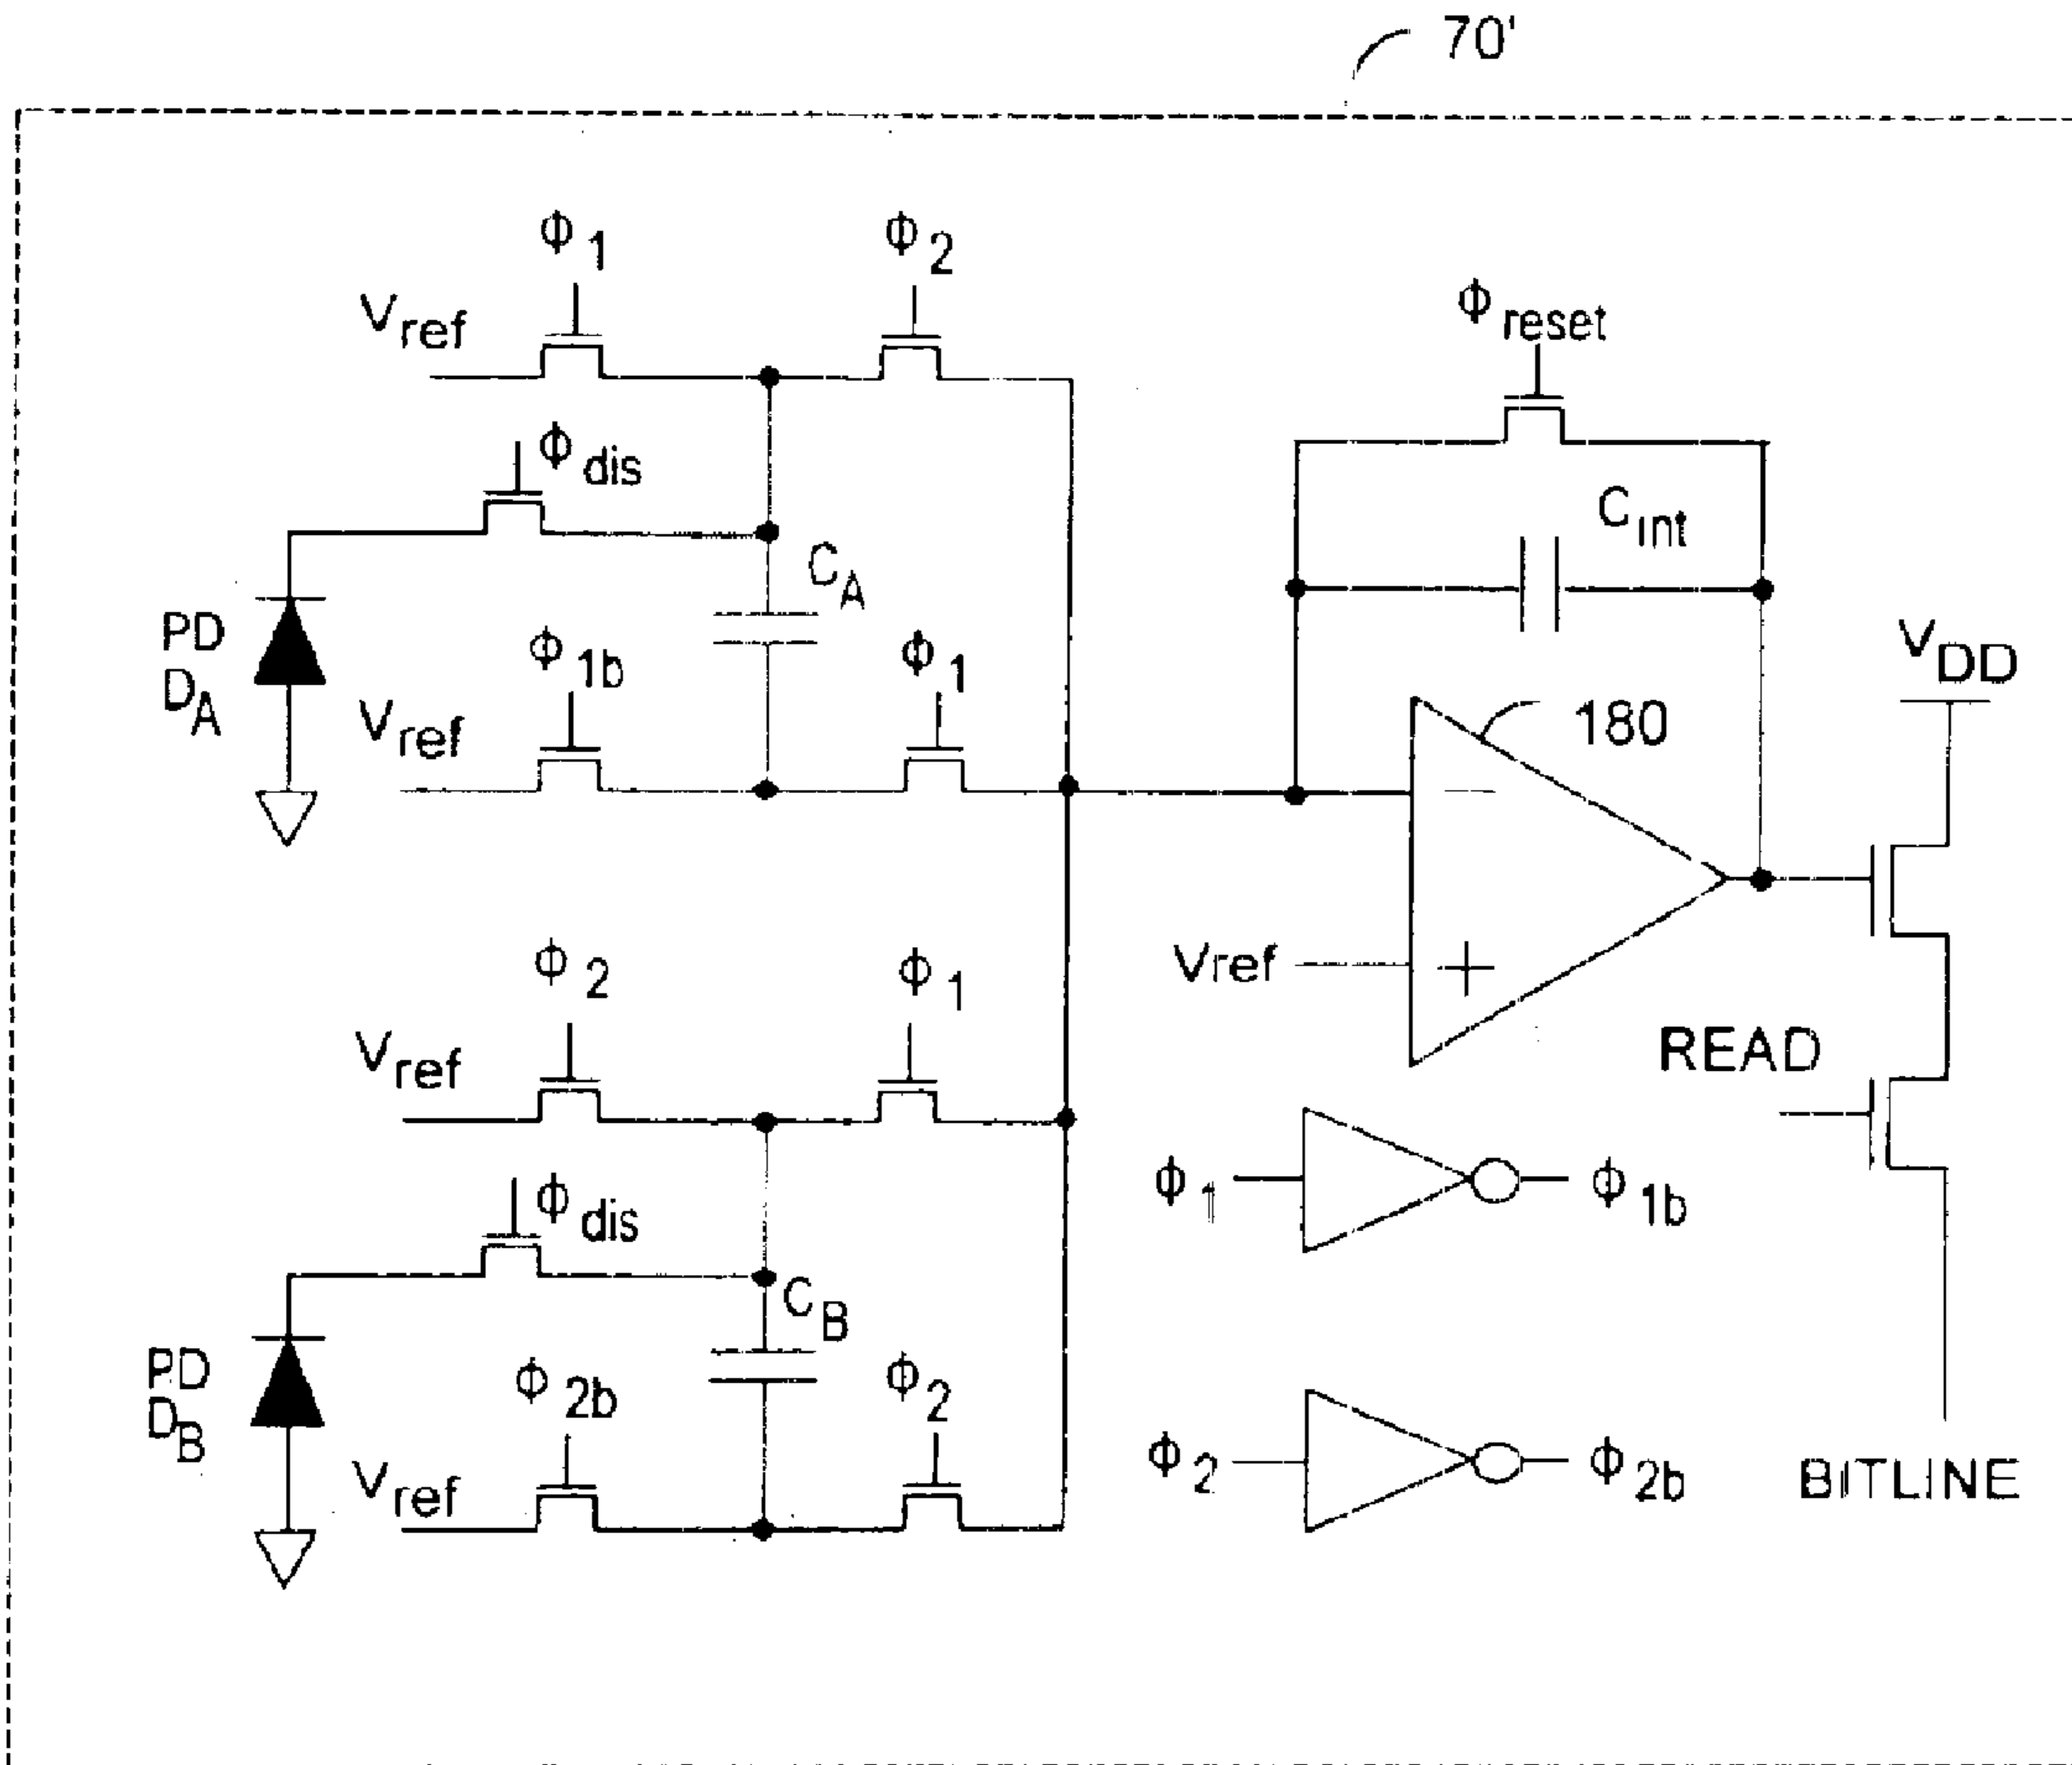 70'
Φ1
Φ2
Vref
Φreset
Φdis
Cint
CA
PD
DA
Φ1b
Φ1
VDD
Vref
180
−
Φ2
Φ1
Vref
+
Vref
READ
Φ1
Φ1b
Φdis
CB
PD
DB
Φ2b
Φ2
Φ2
Φ2b
Vref
BITLINE